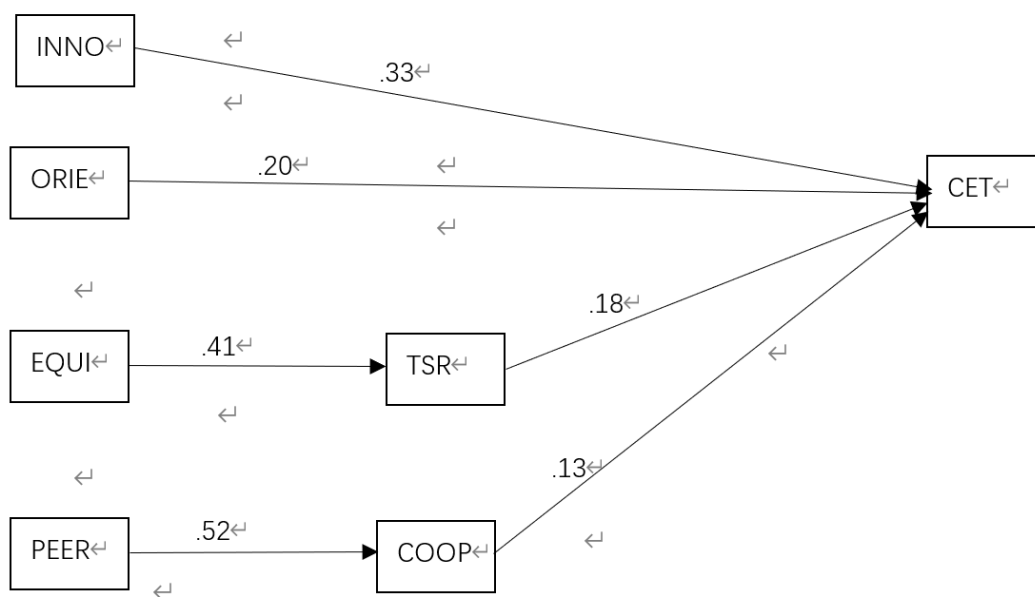 INNO
.33
ORIE
.20
CET
EQUI
.41
TSR
.18
PEER
.52
COOP
.13